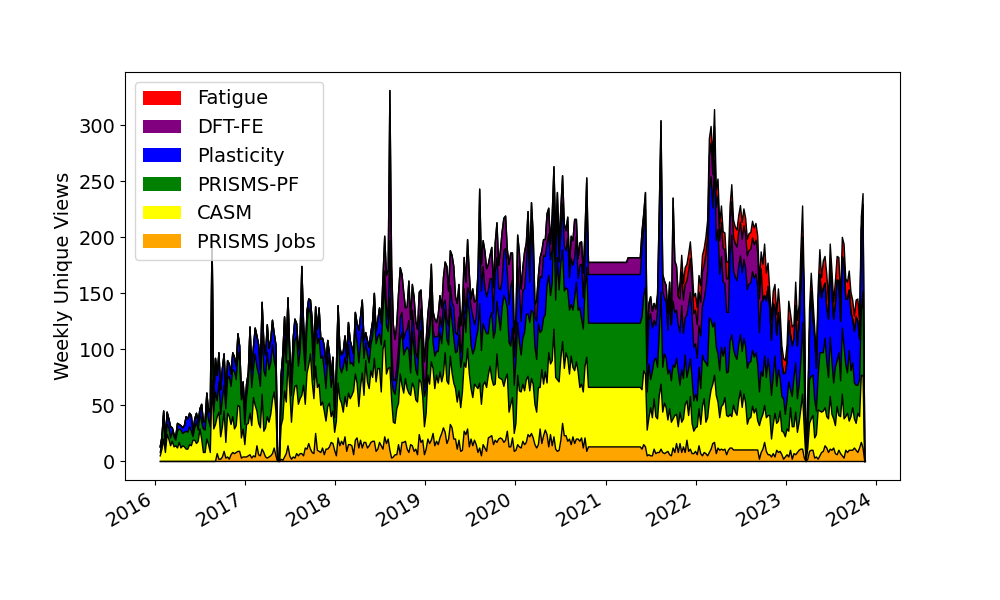 Weekly Unique Views
300
250
200
150
100
50
0
Fatigue
DFT-FE
Plasticity
PRISMS-PF
CASM
PRISMS Jobs
2016
2017
2018
2019
2020
2021
2022
2023
2024